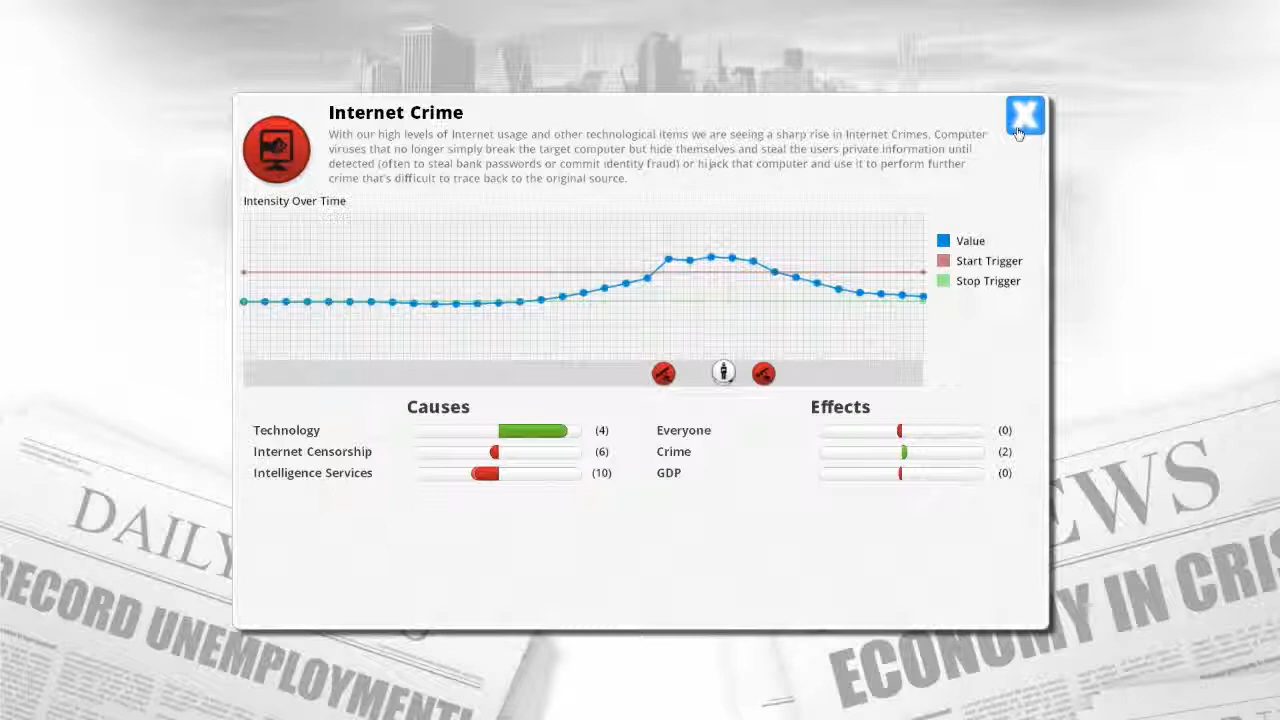 Internet Crime
With our high levels of Internet usage and other technological items we are seeing a sharp rise in Internet Crimes. Computer
viruses that no longer simply break the target computer but hide themselves and steal the users private information until
detected (often to steal bank passwords or commit identity fraud) or hijack that computer and use it to perform further
crime that's difficult to trace back to the original source.
Intensity Over Time
Value
Start Trigger
Stop Trigger
Causes
Effects
Technology (4) Everyone (0)
Internet Censorship (6) Crime (2)
Intelligence Services (10) GDP (0)
DAILY
EWS
RECORD UNEMPLOYMENT
ECONOMY IN CRIS